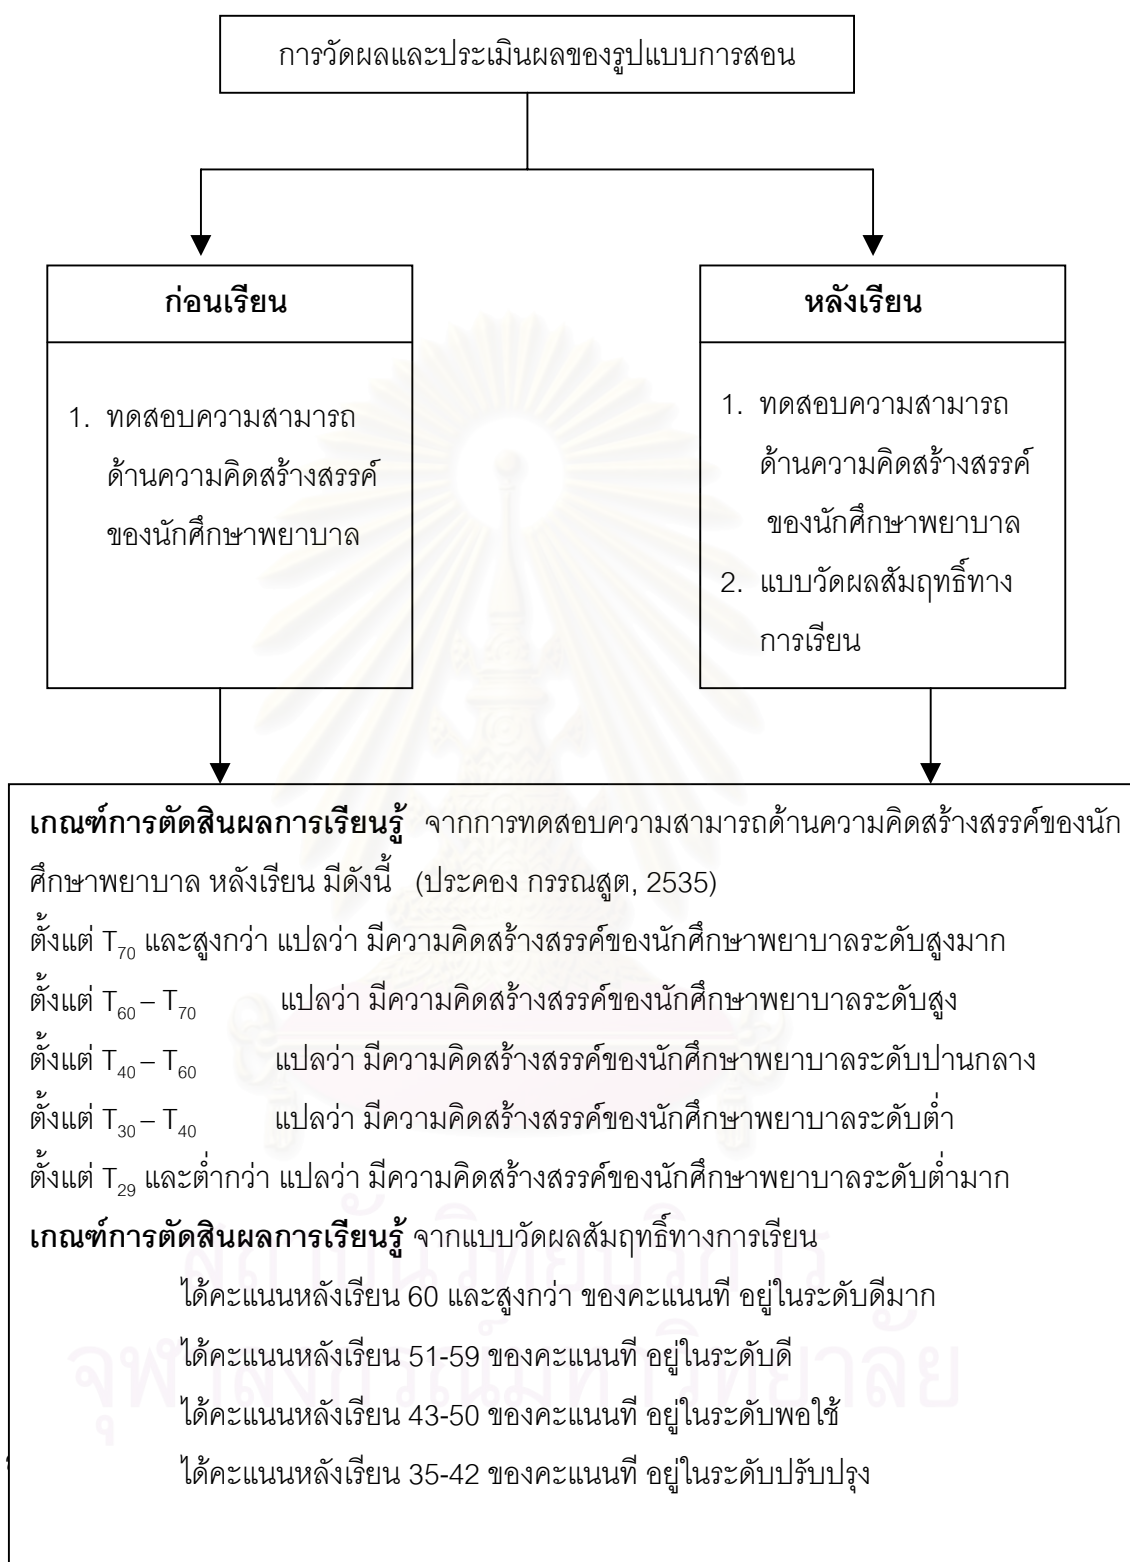 การวัดผลและประเมินผลของรูปแบบการสอน
ก่อนเรียน
1. ทดสอบความสามารถ
ด้านความคิดสร้างสรรค์
ของนักศึกษาพยาบาล
หลังเรียน
1. ทดสอบความสามารถ
ด้านความคิดสร้างสรรค์
ของนักศึกษาพยาบาล
2. แบบวัดผลสัมฤทธิ์ทาง
การเรียน
เกณฑ์การตัดสินผลการเรียนรู้ จากการทดสอบความสามารถด้านความคิดสร้างสรรค์ของนัก
ศึกษาพยาบาล หลังเรียน มีดังนี้ (ประคอง กรรณสูต, 2535)
ตั้งแต่ T₇₀ และสูงกว่า แปลว่า มีความคิดสร้างสรรค์ของนักศึกษาพยาบาลระดับสูงมาก
ตั้งแต่ T₆₀ – T₇₀ แปลว่า มีความคิดสร้างสรรค์ของนักศึกษาพยาบาลระดับสูง
ตั้งแต่ T₄₀ – T₆₀ แปลว่า มีความคิดสร้างสรรค์ของนักศึกษาพยาบาลระดับปานกลาง
ตั้งแต่ T₃₀ – T₄₀ แปลว่า มีความคิดสร้างสรรค์ของนักศึกษาพยาบาลระดับต่ำ
ตั้งแต่ T₂₉ และต่ำกว่า แปลว่า มีความคิดสร้างสรรค์ของนักศึกษาพยาบาลระดับต่ำมาก
เกณฑ์การตัดสินผลการเรียนรู้ จากแบบวัดผลสัมฤทธิ์ทางการเรียน
ได้คะแนนหลังเรียน 60 และสูงกว่า ของคะแนนที อยู่ในระดับดีมาก
ได้คะแนนหลังเรียน 51-59 ของคะแนนที อยู่ในระดับดี
ได้คะแนนหลังเรียน 43-50 ของคะแนนที อยู่ในระดับพอใช้
ได้คะแนนหลังเรียน 35-42 ของคะแนนที อยู่ในระดับปรับปรุง
สถาบันวิทยบริการ
จุฬาลงกรณ์มหาวิทยาลัย